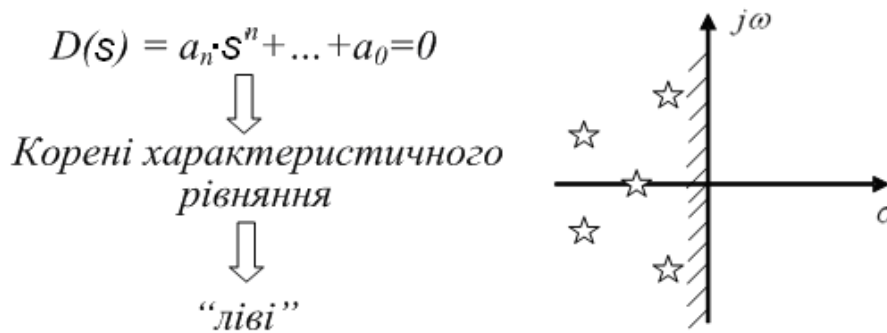 D(s) = aₙ·sⁿ+...+a₀=0
Корені характеристичного
рівняння
“ліві”
jω